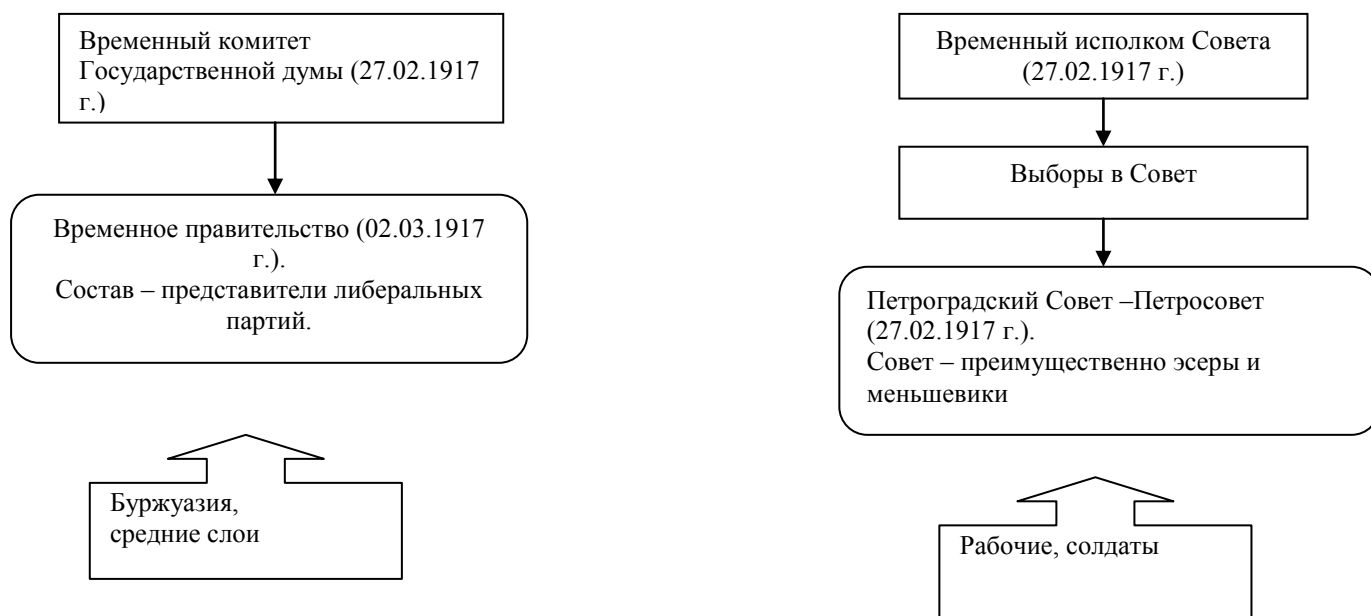 Временный комитет
Государственной думы (27.02.1917
г.)
Временное правительство (02.03.1917
г.).
Состав – представители либеральных
партий.
Буржуазия,
средние слои
Временный исполком Совета
(27.02.1917 г.)
Выборы в Совет
Петроградский Совет –Петросовет
(27.02.1917 г.).
Совет – преимущественно эсеры и
меньшевики
Рабочие, солдаты